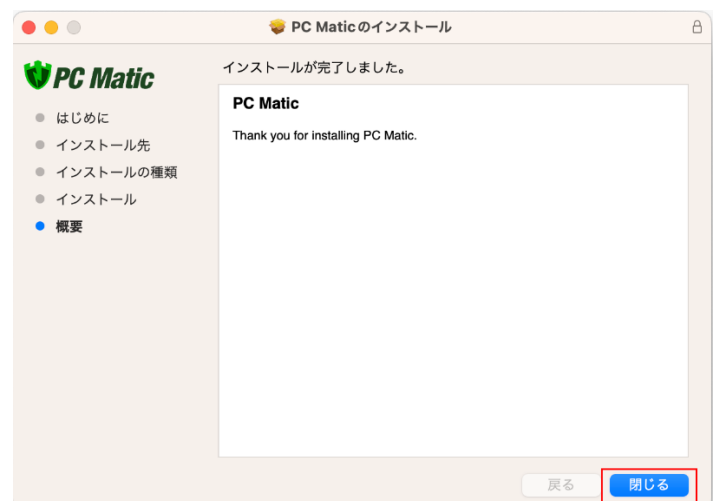 PC Maticのインストール
PC Matic
インストールが完了しました。
はじめに
インストール先
インストールの種類
インストール
概要
PC Matic
Thank you for installing PC Matic.
戻る
閉じる